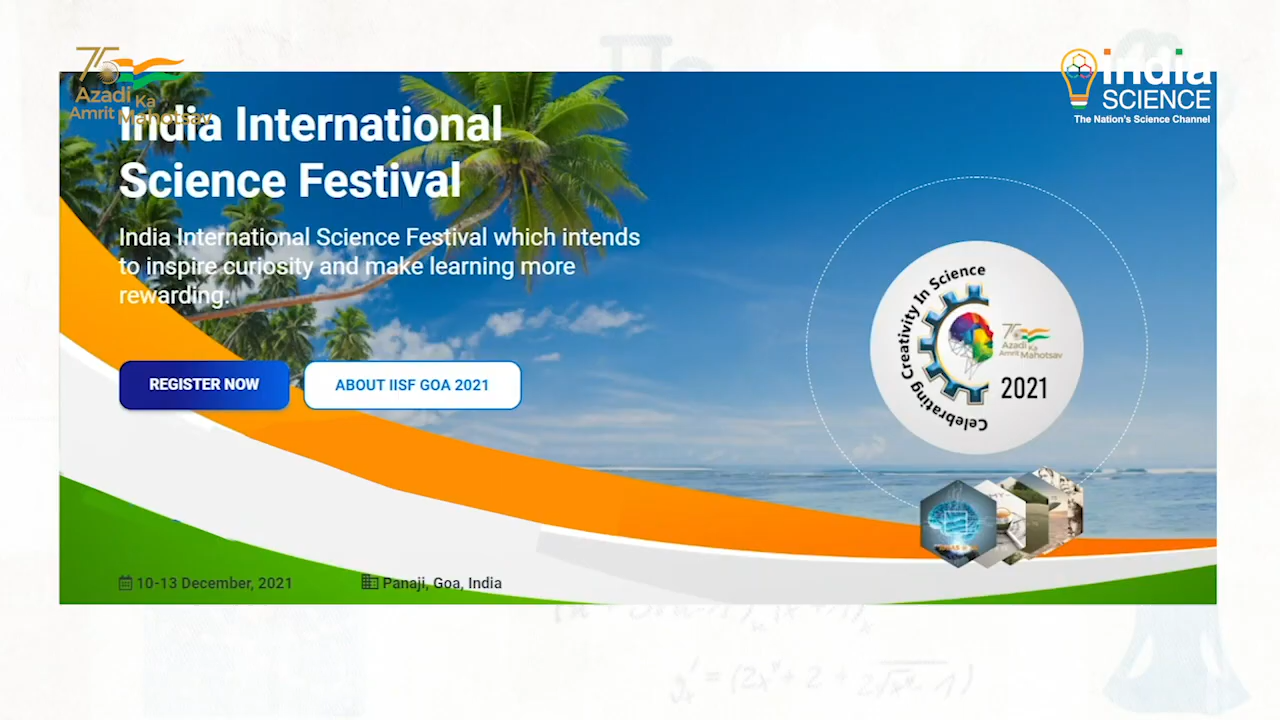 75
Azadi Ka
Amrit Mahotsav
india
SCIENCE
The Nation's Science Channel
India International
Science Festival
India International Science Festival which intends
to inspire curiosity and make learning more
rewarding.
REGISTER NOW
ABOUT IISF GOA 2021
Celebrating Creativity In Science
75
Azadi Ka
Amrit Mahotsav
2021
10-13 December, 2021
Panaji, Goa, India